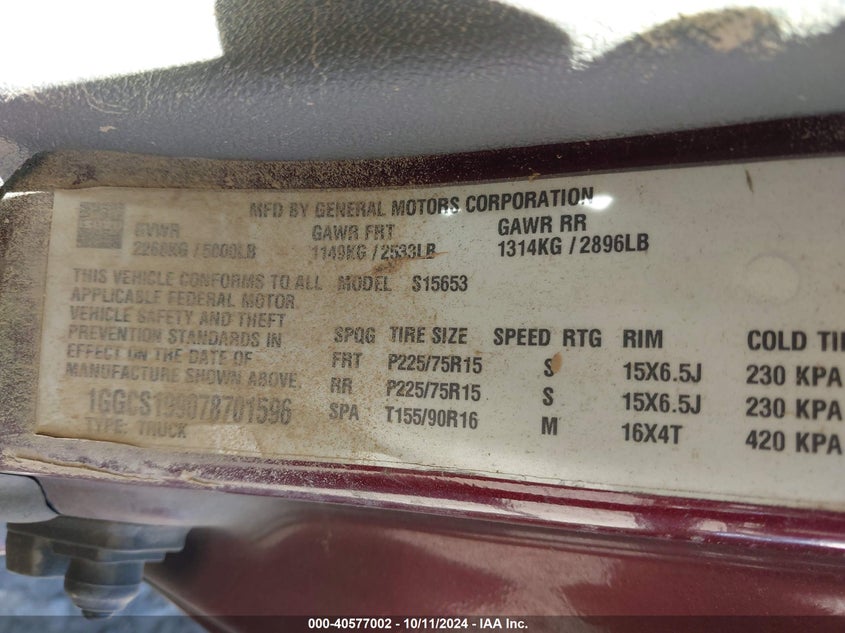 MFD BY GENERAL MOTORS CORPORATION
GVWR GAWR FRT GAWR RR
2268KG / 5000LB 1149KG / 2533LB 1314KG / 2896LB
THIS VEHICLE CONFORMS TO ALL MODEL S15653
APPLICABLE FEDERAL MOTOR
VEHICLE SAFETY AND THEFT
PREVENTION STANDARDS IN SPQG TIRE SIZE SPEED RTG RIM COLD TI
EFFECT ON THE DATE OF FRT P225/75R15 S 15X6.5J 230 KPA
MANUFACTURE SHOWN ABOVE. RR P225/75R15 S 15X6.5J 230 KPA
1GGCS199078701596 SPA T155/90R16 M 16X4T 420 KPA
TYPE: TRUCK
000-40577002 - 10/11/2024 - IAA Inc.